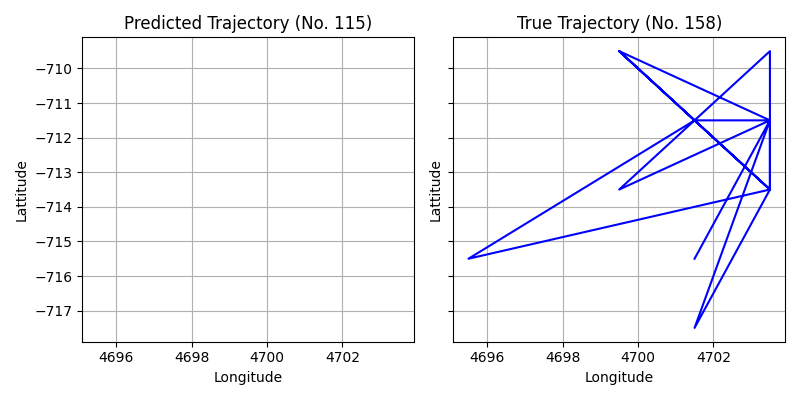 Predicted Trajectory (No. 115)
True Trajectory (No. 158)
Lattitude
−710
−711
−712
−713
−714
−715
−716
−717
4696
4698
4700
4702
Longitude
Lattitude
4696
4698
4700
4702
Longitude